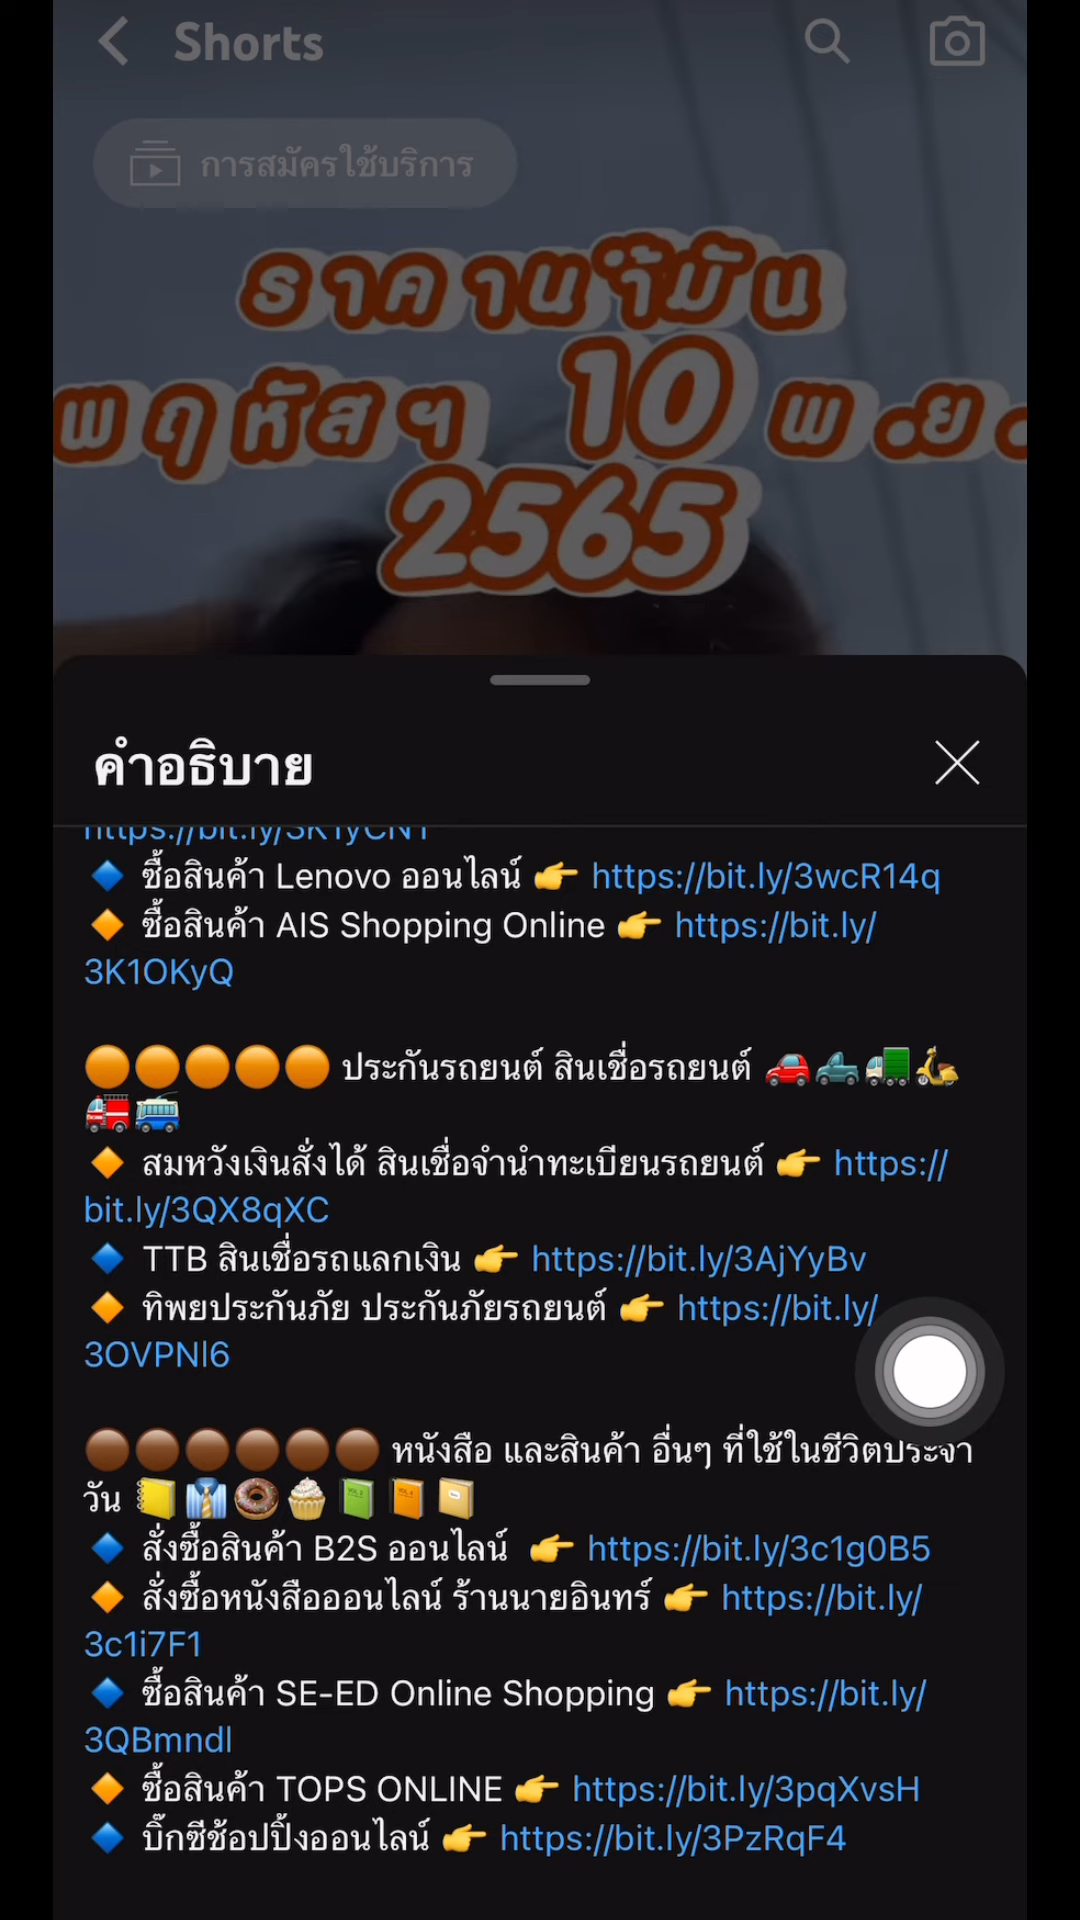 Shorts
การสมัครใช้บริการ
ราคาน้ำมัน
พฤหัสฯ 10 พ.ย.
2565
คำอธิบาย
🔷 ซื้อสินค้า Lenovo ออนไลน์ 👉 https://bit.ly/3wcR14q
🔶 ซื้อสินค้า AIS Shopping Online 👉 https://bit.ly/
3K1OKyQ
🟠🟠🟠🟠🟠 ประกันรถยนต์ สินเชื่อรถยนต์ 🚗🛻🚛🛵
🚒🚎
🔶 สมหวังเงินสั่งได้ สินเชื่อจำนำทะเบียนรถยนต์ 👉 https://
bit.ly/3QX8qXC
🔷 TTB สินเชื่อรถแลกเงิน 👉 https://bit.ly/3AjYyBv
🔶 ทิพยประกันภัย ประกันภัยรถยนต์ 👉 https://bit.ly/
3OVPNl6
🟤🟤🟤🟤🟤🟤 หนังสือ และสินค้า อื่นๆ ที่ใช้ในชีวิตประจำ
วัน 📒👔🍩🧁📗📙📔
🔷 สั่งซื้อสินค้า B2S ออนไลน์ 👉 https://bit.ly/3c1g0B5
🔶 สั่งซื้อหนังสือออนไลน์ ร้านนายอินทร์ 👉 https://bit.ly/
3c1i7F1
🔷 ซื้อสินค้า SE-ED Online Shopping 👉 https://bit.ly/
3QBmndl
🔶 ซื้อสินค้า TOPS ONLINE 👉 https://bit.ly/3pqXvsH
🔷 บิ๊กซีช้อปปิ้งออนไลน์ 👉 https://bit.ly/3PzRqF4